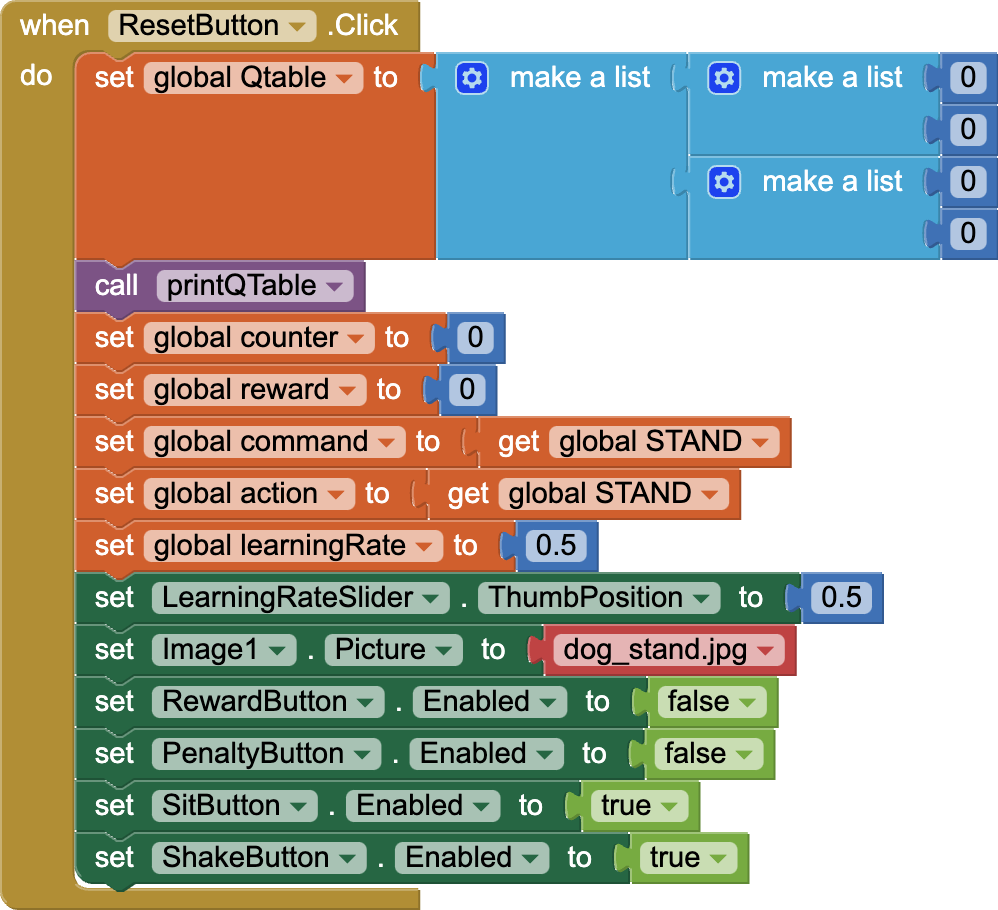 when ResetButton .Click
do set global Qtable to make a list make a list 0
0
make a list 0
0
call printQTable
set global counter to 0
set global reward to 0
set global command to get global STAND
set global action to get global STAND
set global learningRate to 0.5
set LearningRateSlider . ThumbPosition to 0.5
set Image1 . Picture to dog_stand.jpg
set RewardButton . Enabled to false
set PenaltyButton . Enabled to false
set SitButton . Enabled to true
set ShakeButton . Enabled to true